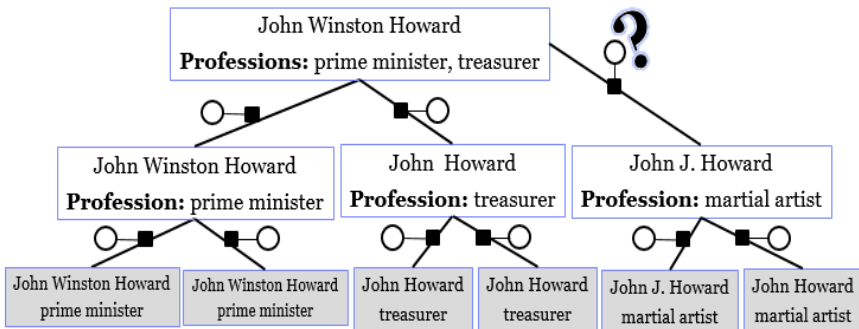 John Winston Howard
Professions: prime minister, treasurer
?
John Winston Howard
Profession: prime minister
John Howard
Profession: treasurer
John J. Howard
Profession: martial artist
John Winston Howard
prime minister
John Winston Howard
prime minister
John Howard
treasurer
John Howard
treasurer
John J. Howard
martial artist
John Howard
martial artist